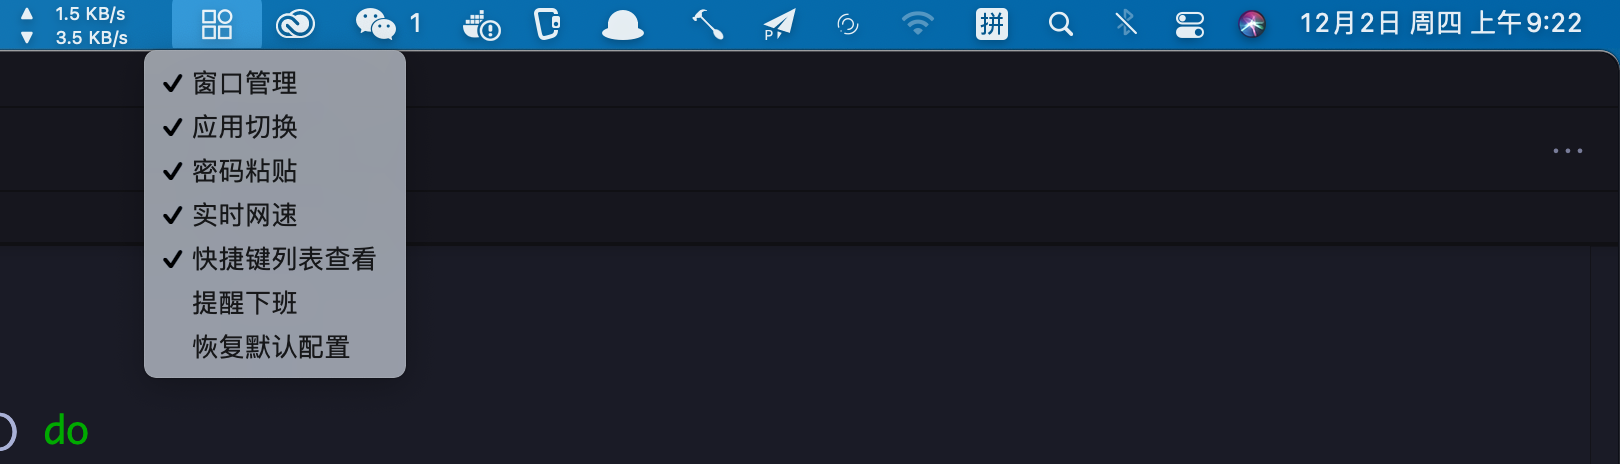 1.5 KB/s
3.5 KB/s
1
P
拼
12月2日 周四 上午9:22
窗口管理
应用切换
密码粘贴
实时网速
快捷键列表查看
提醒下班
恢复默认配置
do